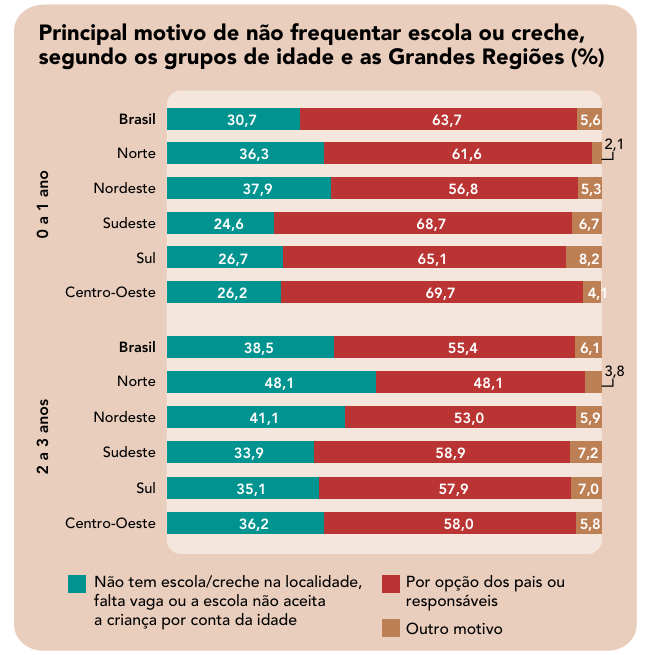 Principal motivo de não frequentar escola ou creche,
segundo os grupos de idade e as Grandes Regiões (%)
0 a 1 ano
Brasil 30,7 63,7 5,6
Norte 36,3 61,6 2,1
Nordeste 37,9 56,8 5,3
Sudeste 24,6 68,7 6,7
Sul 26,7 65,1 8,2
Centro-Oeste 26,2 69,7 4,1
2 a 3 anos
Brasil 38,5 55,4 6,1
Norte 48,1 48,1 3,8
Nordeste 41,1 53,0 5,9
Sudeste 33,9 58,9 7,2
Sul 35,1 57,9 7,0
Centro-Oeste 36,2 58,0 5,8
Não tem escola/creche na localidade,
falta vaga ou a escola não aceita
a criança por conta da idade
Por opção dos pais ou
responsáveis
Outro motivo